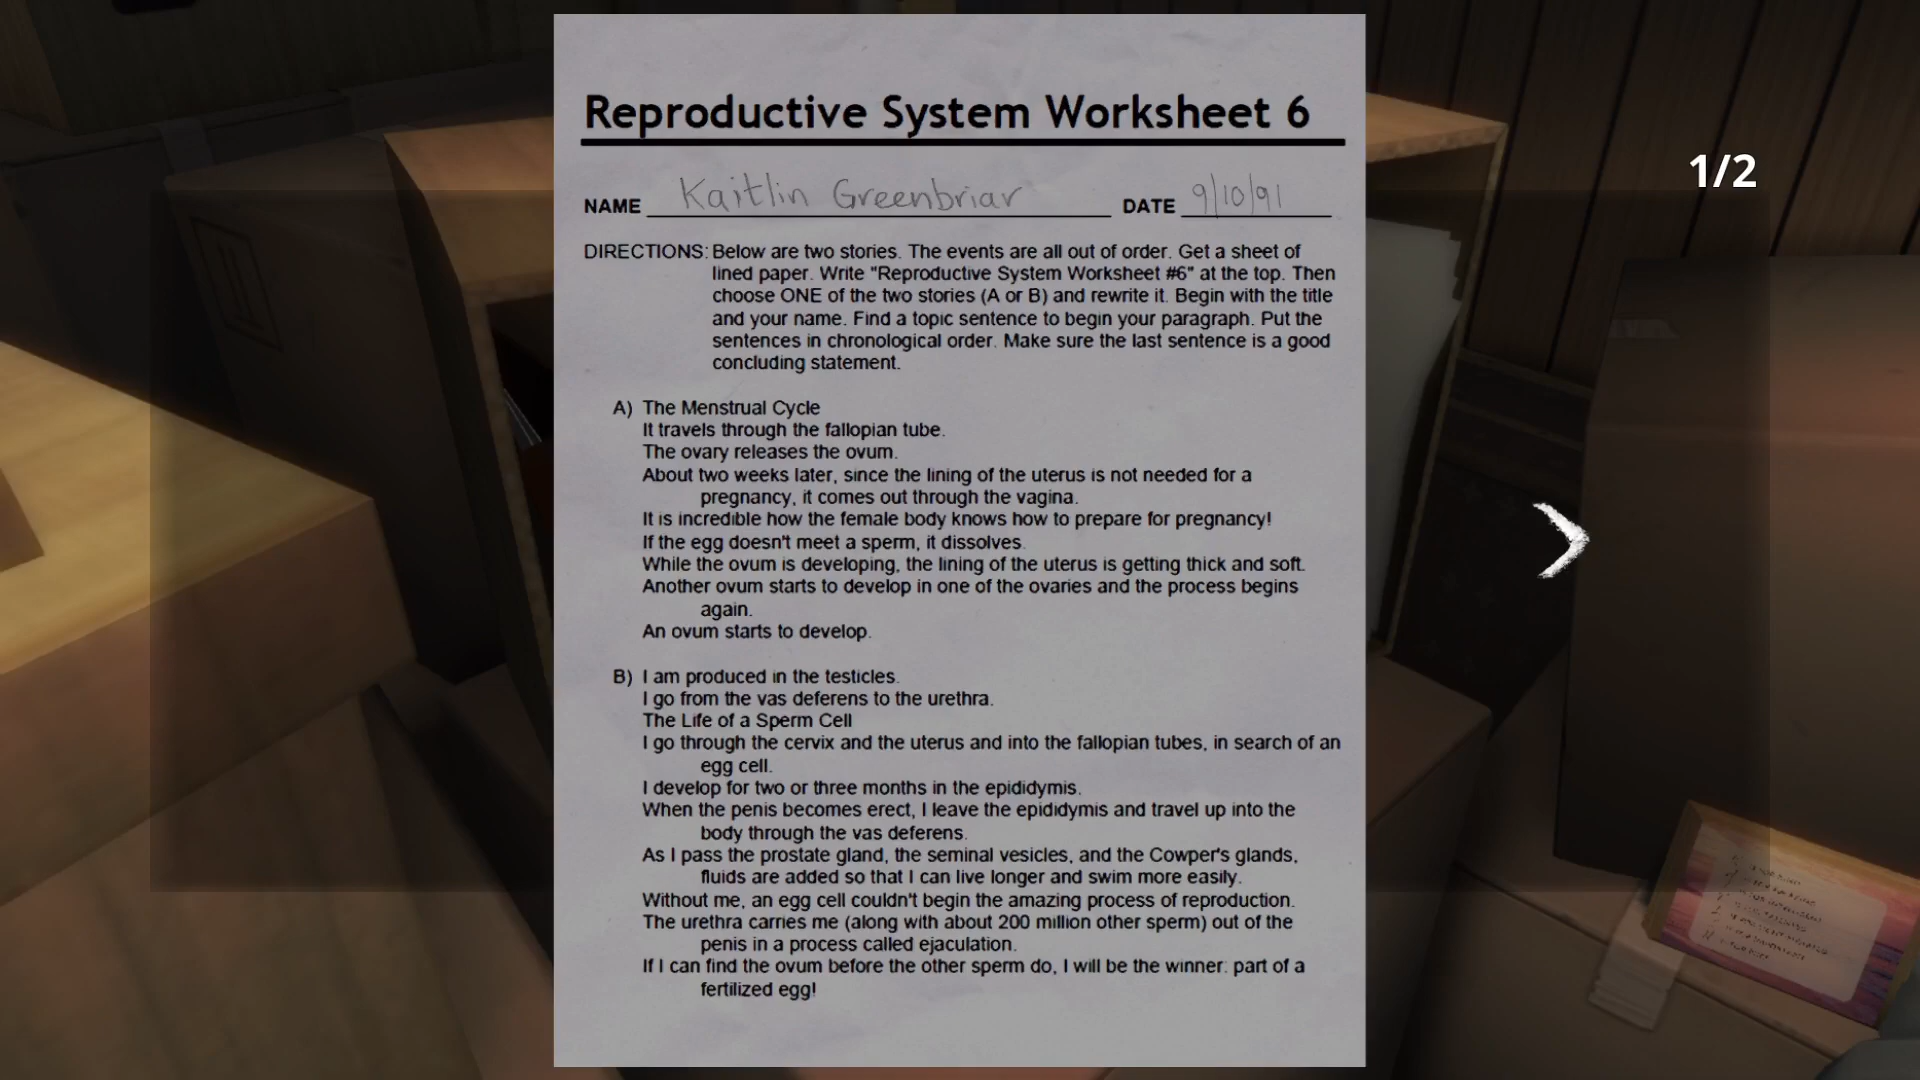 Reproductive System Worksheet 6
1/2
NAME Kaitlin Greenbriar DATE 9/10/91
DIRECTIONS: Below are two stories. The events are all out of order. Get a sheet of
lined paper. Write "Reproductive System Worksheet #6" at the top. Then
choose ONE of the two stories (A or B) and rewrite it. Begin with the title
and your name. Find a topic sentence to begin your paragraph. Put the
sentences in chronological order. Make sure the last sentence is a good
concluding statement.
A) The Menstrual Cycle
It travels through the fallopian tube.
The ovary releases the ovum.
About two weeks later, since the lining of the uterus is not needed for a
pregnancy, it comes out through the vagina.
It is incredible how the female body knows how to prepare for pregnancy!
If the egg doesn't meet a sperm, it dissolves.
While the ovum is developing, the lining of the uterus is getting thick and soft.
Another ovum starts to develop in one of the ovaries and the process begins
again.
An ovum starts to develop.
B) I am produced in the testicles.
I go from the vas deferens to the urethra.
The Life of a Sperm Cell
I go through the cervix and the uterus and into the fallopian tubes, in search of an
egg cell.
I develop for two or three months in the epididymis.
When the penis becomes erect, I leave the epididymis and travel up into the
body through the vas deferens.
As I pass the prostate gland, the seminal vesicles, and the Cowper's glands,
fluids are added so that I can live longer and swim more easily.
Without me, an egg cell couldn't begin the amazing process of reproduction.
The urethra carries me (along with about 200 million other sperm) out of the
penis in a process called ejaculation.
If I can find the ovum before the other sperm do, I will be the winner: part of a
fertilized egg!